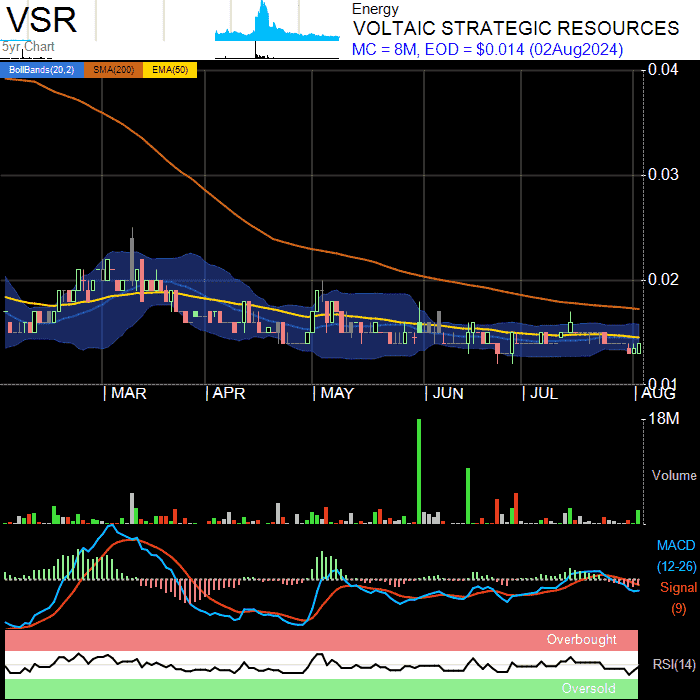 VSR
5yr Chart
Energy
VOLTAIC STRATEGIC RESOURCES
MC = 8M, EOD = $0.014 (02Aug2024)
BollBands(20,2) SMA(200) EMA(50)
0.04
0.03
0.02
0.01
MAR APR MAY JUN JUL AUG
18M
Volume
MACD
(12-26)
Signal
(9)
Overbought
RSI(14)
Oversold